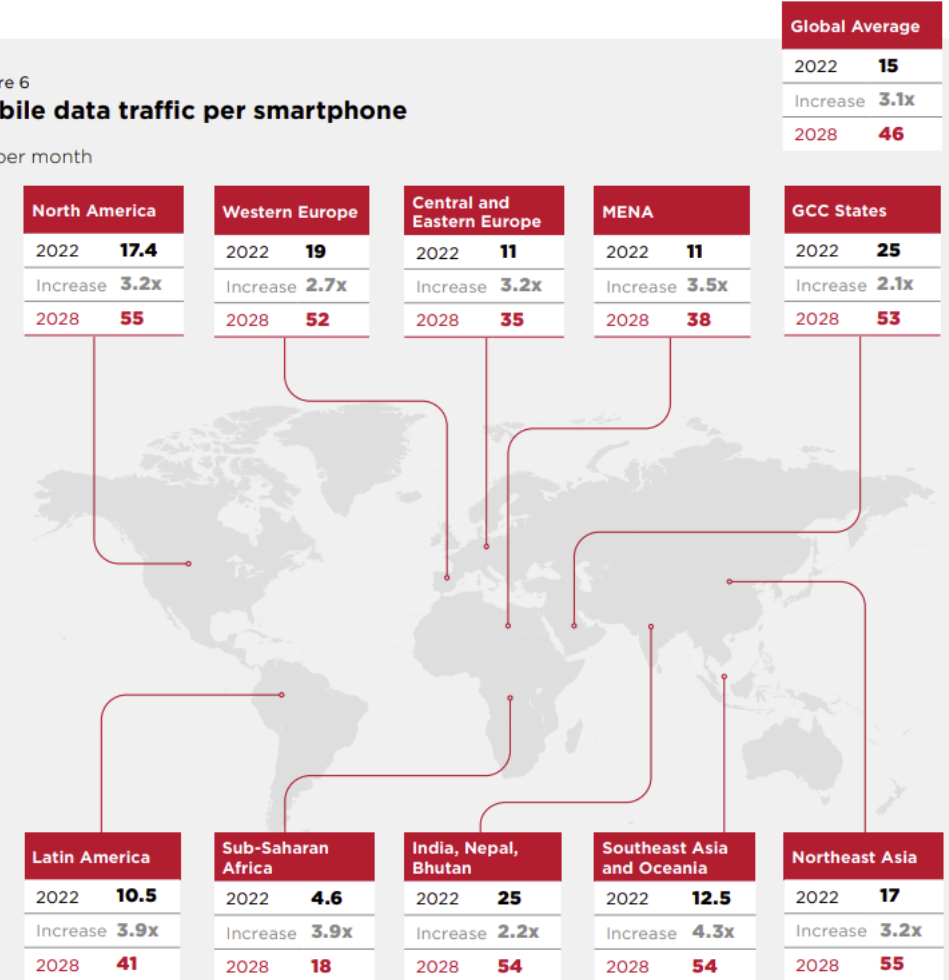 Global Average
2022 15
Increase 3.1x
2028 46
re 6
bile data traffic per smartphone
per month
North America
2022 17.4
Increase 3.2x
2028 55
Western Europe
2022 19
Increase 2.7x
2028 52
Central and
Eastern Europe
2022 11
Increase 3.2x
2028 35
MENA
2022 11
Increase 3.5x
2028 38
GCC States
2022 25
Increase 2.1x
2028 53
Latin America
2022 10.5
Increase 3.9x
2028 41
Sub-Saharan
Africa
2022 4.6
Increase 3.9x
2028 18
India, Nepal,
Bhutan
2022 25
Increase 2.2x
2028 54
Southeast Asia
and Oceania
2022 12.5
Increase 4.3x
2028 54
Northeast Asia
2022 17
Increase 3.2x
2028 55